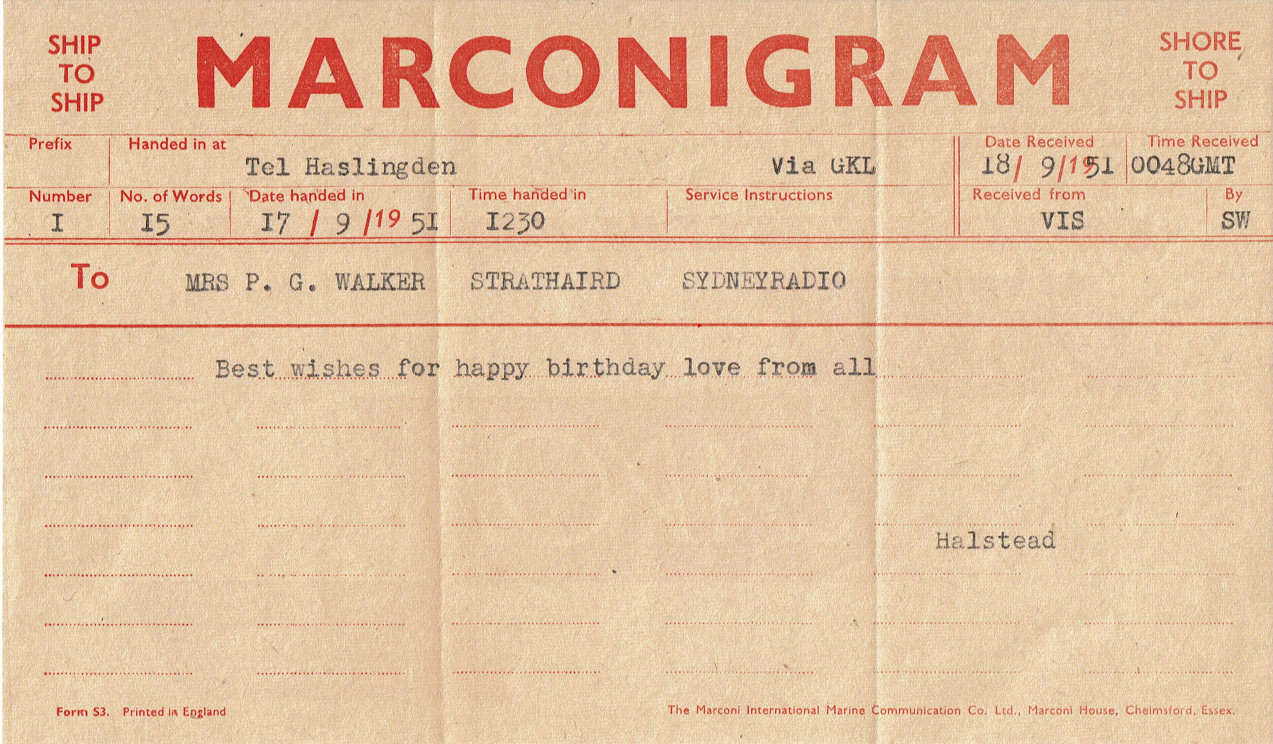 SHIP TO SHIP
MARCONIGRAM
SHORE TO SHIP
Prefix Handed in at Date Received Time Received
Tel Haslingden Via GKL 18/ 9/1951 0048GMT
Number No. of Words Date handed in Time handed in Service Instructions Received from By
I I5 I7 / 9 /19 5I I230 VIS SW
To MRS P. G. WALKER STRATHAIRD SYDNEYRADIO
Best wishes for happy birthday love from all
Halstead
Form S3. Printed in England The Marconi International Marine Communication Co. Ltd., Marconi House, Chelmsford, Essex.